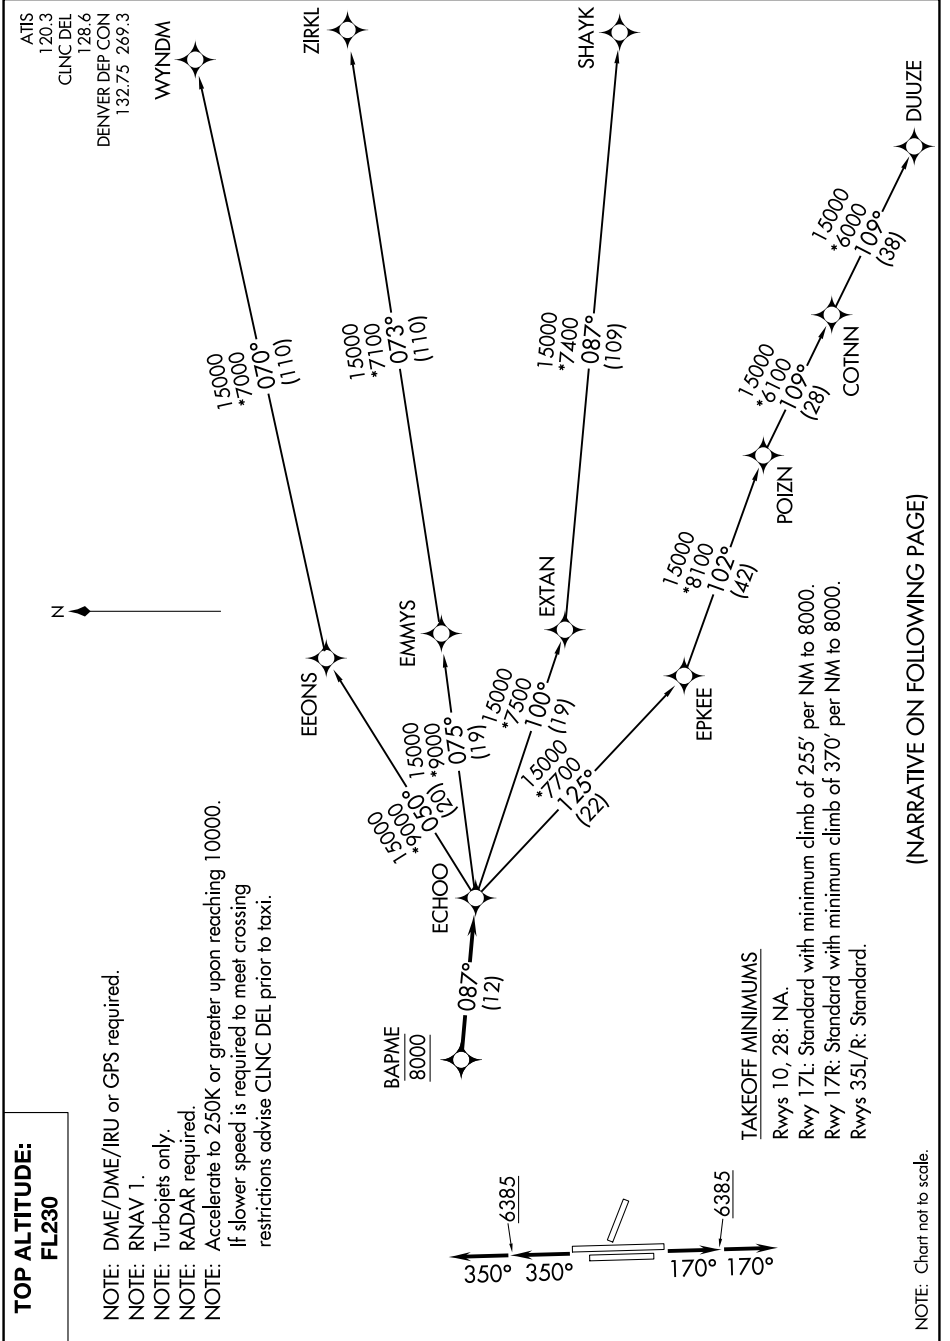 TOP ALTITUDE:
FL230
ATIS
120.3
CLNC DEL
128.6
DENVER DEP CON
132.75 269.3
NOTE: DME/DME/IRU or GPS required.
NOTE: RNAV 1.
NOTE: Turbojets only.
NOTE: RADAR required.
NOTE: Accelerate to 250K or greater upon reaching 10000.
If slower speed is required to meet crossing
restrictions advise CLNC DEL prior to taxi.
N
WYNDM
15000
*7000
070°
(110)
EEONS
15000
*9000
050°
(20)
ZIRKL
15000
*7100
073°
(110)
EMMYS
15000
*9000
075°
(19)
SHAYK
15000
*7400
087°
(109)
EXTAN
15000
*7500
100°
(19)
ECHOO
087°
(12)
BAPME
8000
15000
*7700
125°
(22)
EPKEE
15000
*8100
102°
(42)
POIZN
15000
*6100
109°
(28)
COTNN
15000
*6000
109°
(38)
DUUZE
6385
350° 350°
170° 170°
6385
TAKEOFF MINIMUMS
Rwys 10, 28: NA.
Rwy 17L: Standard with minimum climb of 255' per NM to 8000.
Rwy 17R: Standard with minimum climb of 370' per NM to 8000.
Rwys 35L/R: Standard.
(NARRATIVE ON FOLLOWING PAGE)
NOTE: Chart not to scale.